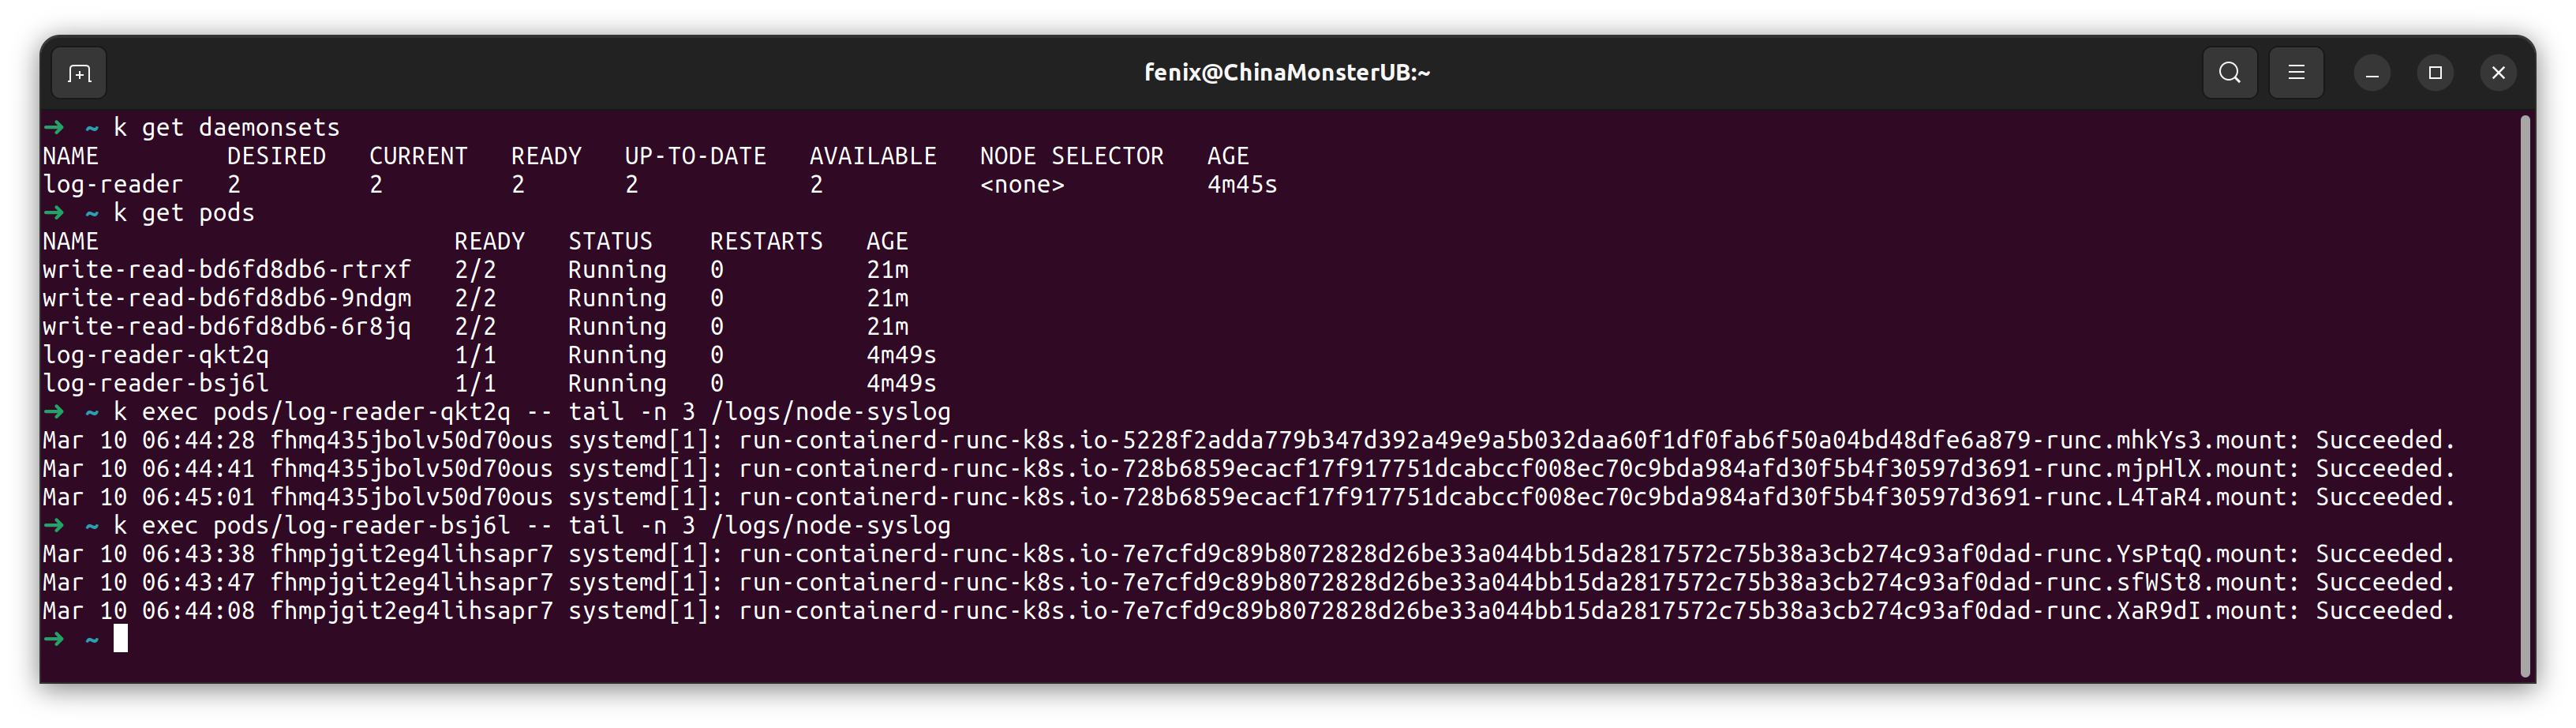 fenix@ChinaMonsterUB:~
➜ ~ k get daemonsets
NAME         DESIRED   CURRENT   READY   UP-TO-DATE   AVAILABLE   NODE SELECTOR   AGE
log-reader   2         2         2       2            2           <none>          4m45s
➜ ~ k get pods
NAME                         READY   STATUS    RESTARTS   AGE
write-read-bd6fd8db6-rtrxf   2/2     Running   0          21m
write-read-bd6fd8db6-9ndgm   2/2     Running   0          21m
write-read-bd6fd8db6-6r8jq   2/2     Running   0          21m
log-reader-qkt2q             1/1     Running   0          4m49s
log-reader-bsj6l             1/1     Running   0          4m49s
➜ ~ k exec pods/log-reader-qkt2q -- tail -n 3 /logs/node-syslog
Mar 10 06:44:28 fhmq435jbolv50d70ous systemd[1]: run-containerd-runc-k8s.io-5228f2adda779b347d392a49e9a5b032daa60f1df0fab6f50a04bd48dfe6a879-runc.mhkYs3.mount: Succeeded.
Mar 10 06:44:41 fhmq435jbolv50d70ous systemd[1]: run-containerd-runc-k8s.io-728b6859ecacf17f917751dcabccf008ec70c9bda984afd30f5b4f30597d3691-runc.mjpHlX.mount: Succeeded.
Mar 10 06:45:01 fhmq435jbolv50d70ous systemd[1]: run-containerd-runc-k8s.io-728b6859ecacf17f917751dcabccf008ec70c9bda984afd30f5b4f30597d3691-runc.L4TaR4.mount: Succeeded.
➜ ~ k exec pods/log-reader-bsj6l -- tail -n 3 /logs/node-syslog
Mar 10 06:43:38 fhmpjgit2eg4lihsapr7 systemd[1]: run-containerd-runc-k8s.io-7e7cfd9c89b8072828d26be33a044bb15da2817572c75b38a3cb274c93af0dad-runc.YsPtqQ.mount: Succeeded.
Mar 10 06:43:47 fhmpjgit2eg4lihsapr7 systemd[1]: run-containerd-runc-k8s.io-7e7cfd9c89b8072828d26be33a044bb15da2817572c75b38a3cb274c93af0dad-runc.sfWSt8.mount: Succeeded.
Mar 10 06:44:08 fhmpjgit2eg4lihsapr7 systemd[1]: run-containerd-runc-k8s.io-7e7cfd9c89b8072828d26be33a044bb15da2817572c75b38a3cb274c93af0dad-runc.XaR9dI.mount: Succeeded.
➜ ~